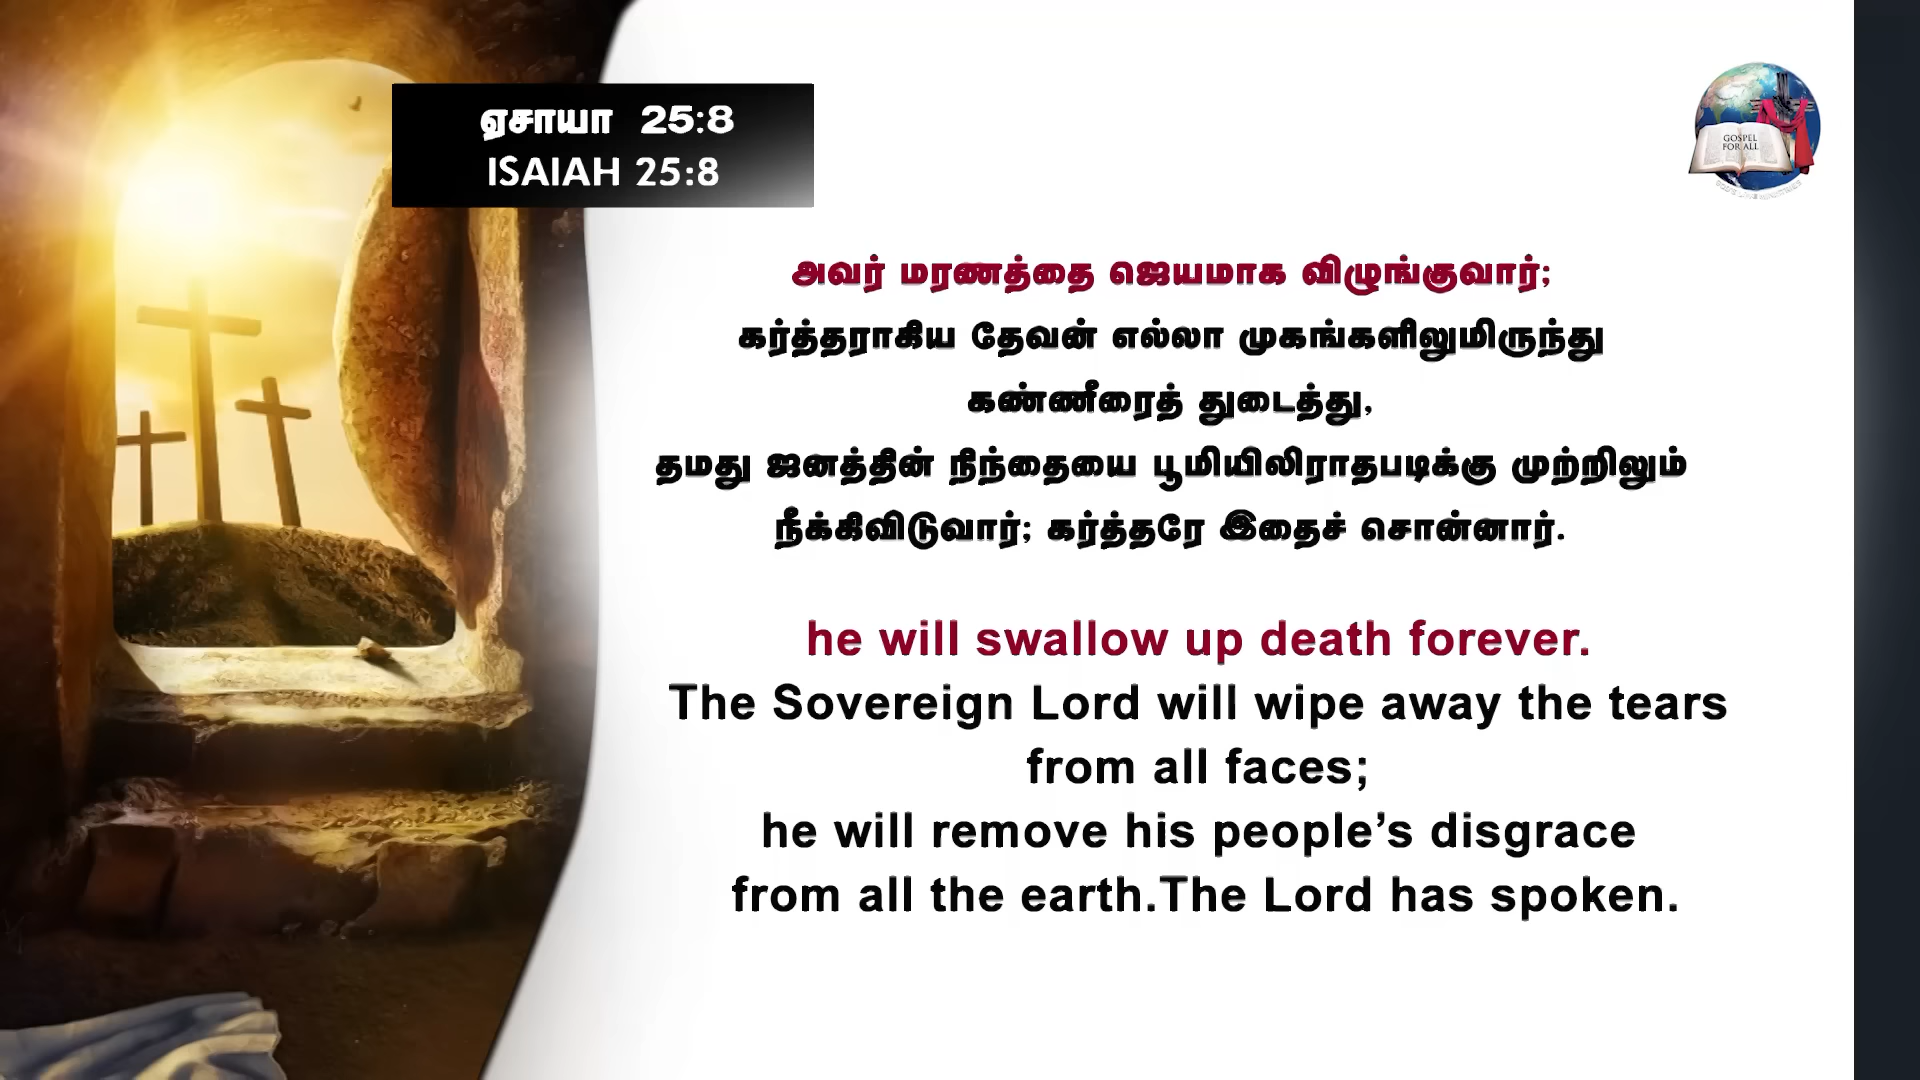 ஏசாயா 25:8
ISAIAH 25:8
GOSPEL
FOR ALL
அவர் மரணத்தை ஜெயமாக விழுங்குவார்;
கர்த்தராகிய தேவன் எல்லா முகங்களிலுமிருந்து
கண்ணீரைத் துடைத்து,
தமது ஜனத்தின் நிந்தையை பூமியிலிராதபடிக்கு முற்றிலும்
நீக்கிவிடுவார்; கர்த்தரே இதைச் சொன்னார்.
he will swallow up death forever.
The Sovereign Lord will wipe away the tears
from all faces;
he will remove his people’s disgrace
from all the earth.The Lord has spoken.